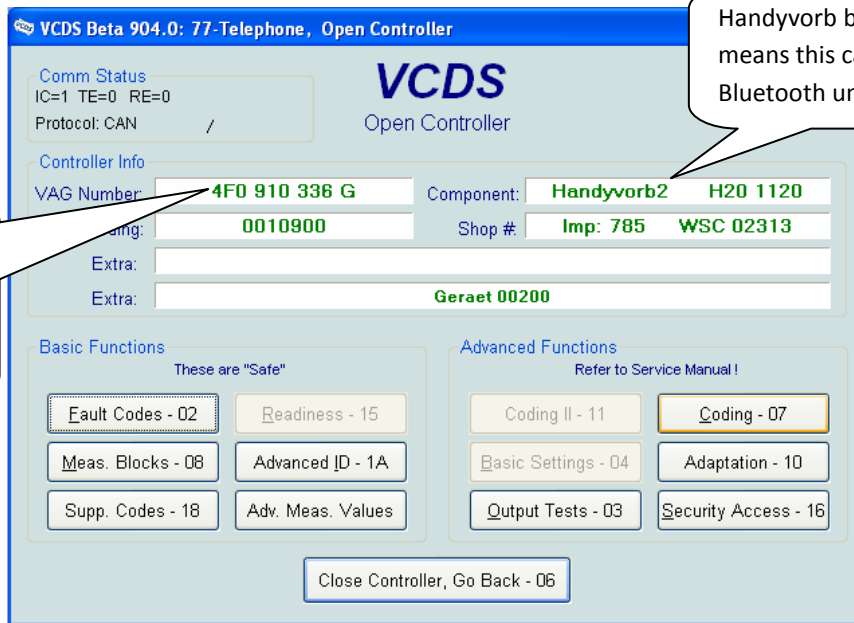 Handyvorb b
means this ca
Bluetooth un
VCDS Beta 904.0: 77-Telephone, Open Controller
Comm Status
IC=1 TE=0 RE=0
Protocol: CAN /
VCDS
Open Controller
Controller Info
VAG Number: 4F0 910 336 G Component: Handyvorb2 H20 1120
0010900 Shop #: Imp: 785 WSC 02313
Extra:
Extra: Geraet 00200
Basic Functions
These are "Safe"
Fault Codes - 02 Readiness - 15
Meas. Blocks - 08 Advanced ID - 1A
Supp. Codes - 18 Adv. Meas. Values
Advanced Functions
Refer to Service Manual !
Coding II - 11 Coding - 07
Basic Settings - 04 Adaptation - 10
Output Tests - 03 Security Access - 16
Close Controller, Go Back - 06